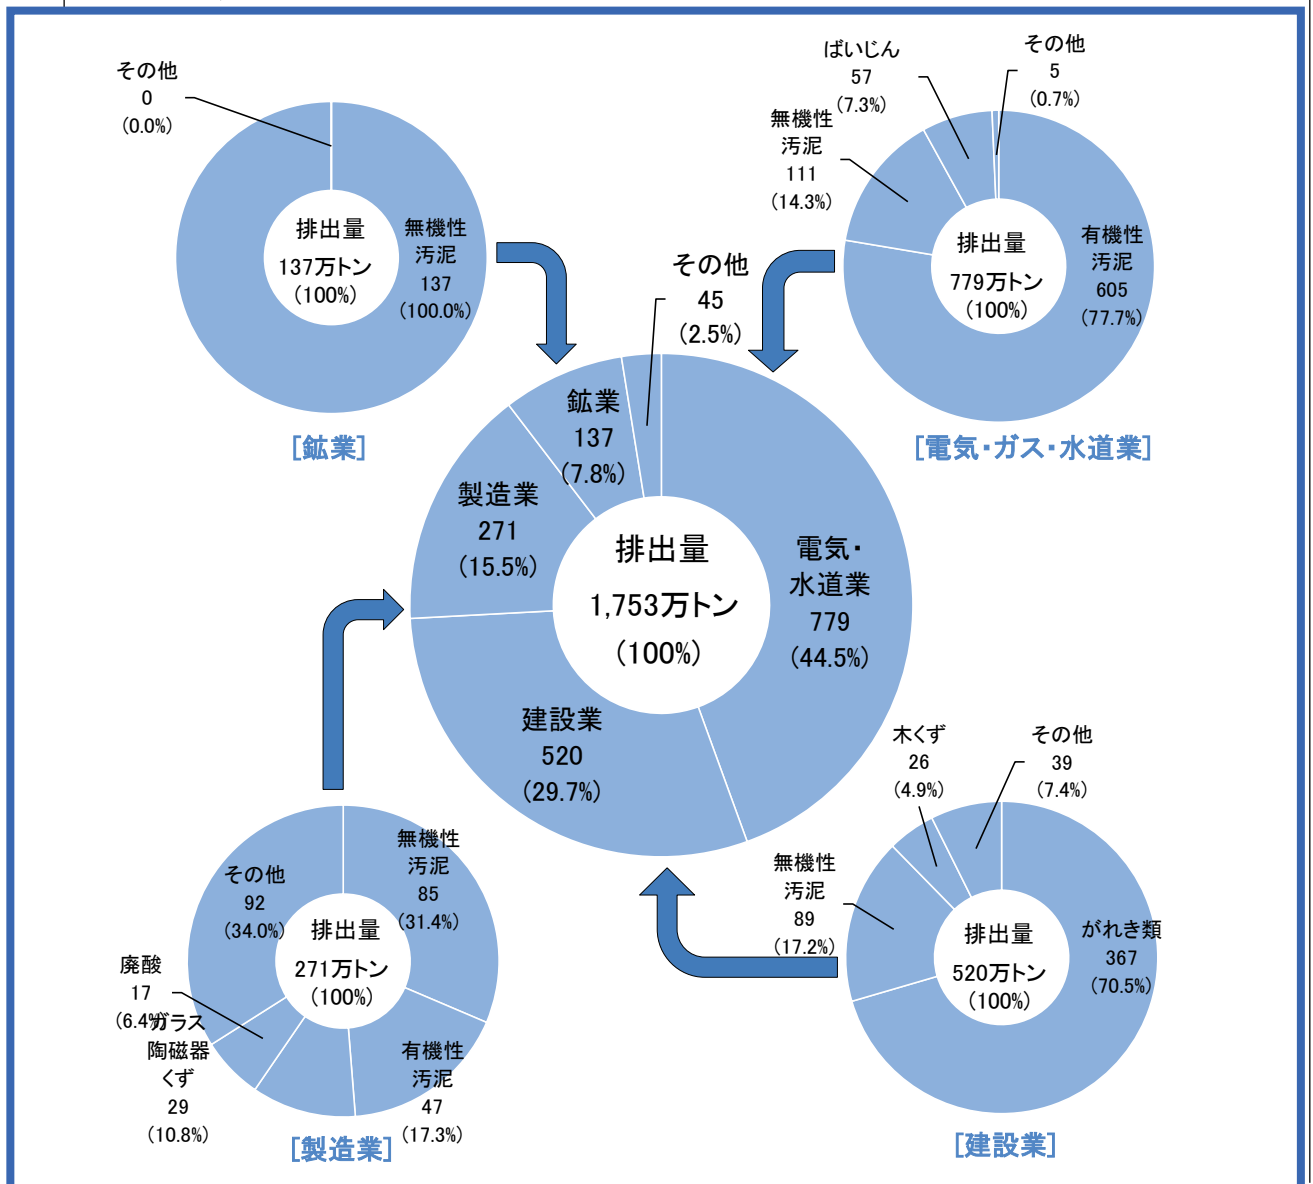 その他
0
(0.0%)
排出量
137万トン
(100%)
無機性
汚泥
137
(100.0%)
[鉱業]
ばいじん
57
(7.3%)
その他
5
(0.7%)
無機性
汚泥
111
(14.3%)
排出量
779万トン
(100%)
有機性
汚泥
605
(77.7%)
[電気・ガス・水道業]
その他
45
(2.5%)
鉱業
137
(7.8%)
製造業
271
(15.5%)
排出量
1,753万トン
(100%)
電気・
水道業
779
(44.5%)
建設業
520
(29.7%)
無機性
汚泥
85
(31.4%)
その他
92
(34.0%)
排出量
271万トン
(100%)
廃酸
17
(6.4%)
ガラス
陶磁器
くず
29
(10.8%)
有機性
汚泥
47
(17.3%)
[製造業]
木くず
26
(4.9%)
その他
39
(7.4%)
無機性
汚泥
89
(17.2%)
排出量
520万トン
(100%)
がれき類
367
(70.5%)
[建設業]